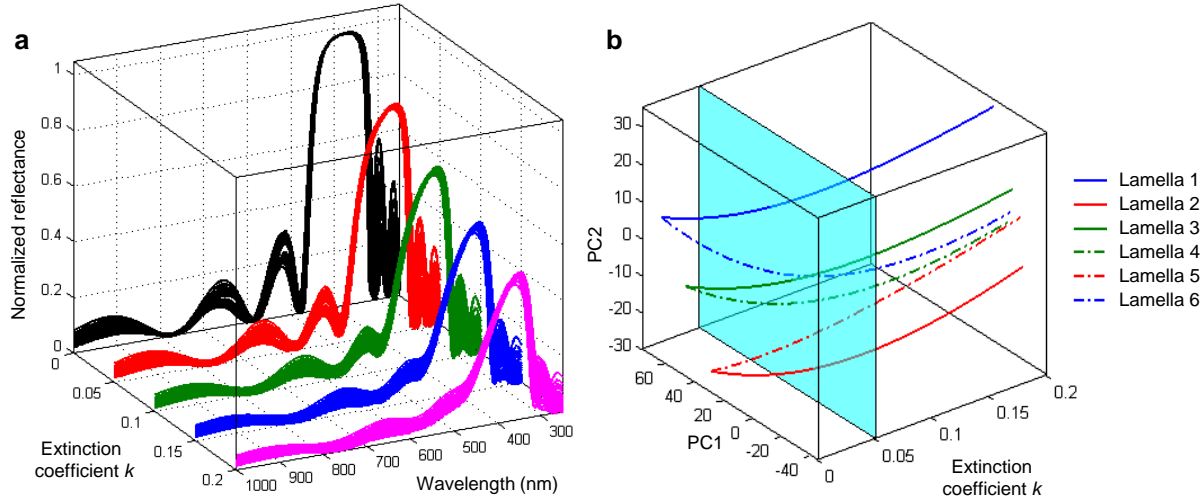 a
Normalized reflectance
1
0.8
0.6
0.4
0.2
0
0
0.05
0.1
0.15
0.2
Extinction
coefficient k
1000
900
800
700
600
500
400
300
Wavelength (nm)
b
PC2
30
20
10
0
-10
-20
-30
60
40
20
0
-20
-40
PC1
0
0.05
0.1
0.15
0.2
Extinction
coefficient k
Lamella 1
Lamella 2
Lamella 3
Lamella 4
Lamella 5
Lamella 6